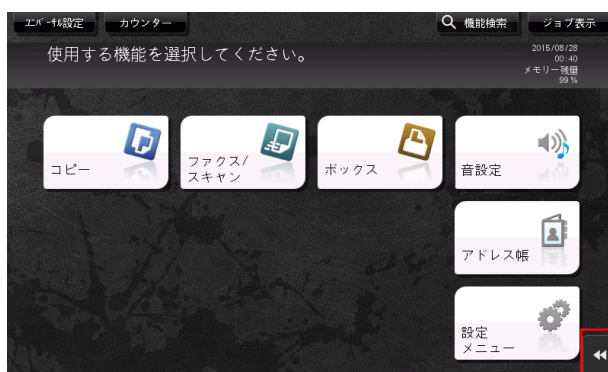 ユニバーサル設定
カウンター
機能検索
ジョブ表示
使用する機能を選択してください。
2015/08/28
00:40
メモリー残量
99 %
コピー
ファクス/
スキャン
ボックス
音設定
アドレス帳
設定
メニュー